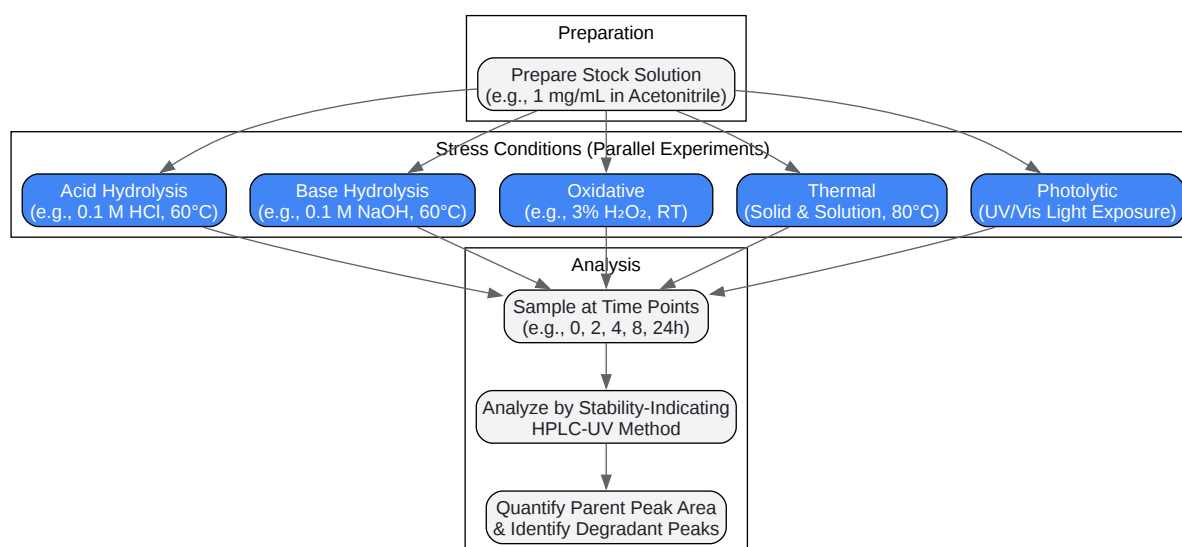 Preparation
Prepare Stock Solution
(e.g., 1 mg/mL in Acetonitrile)
Stress Conditions (Parallel Experiments)
Acid Hydrolysis
(e.g., 0.1 M HCl, 60°C)
Base Hydrolysis
(e.g., 0.1 M NaOH, 60°C)
Oxidative
(e.g., 3% H₂O₂, RT)
Thermal
(Solid & Solution, 80°C)
Photolytic
(UV/Vis Light Exposure)
Analysis
Sample at Time Points
(e.g., 0, 2, 4, 8, 24h)
Analyze by Stability-Indicating
HPLC-UV Method
Quantify Parent Peak Area
& Identify Degradant Peaks